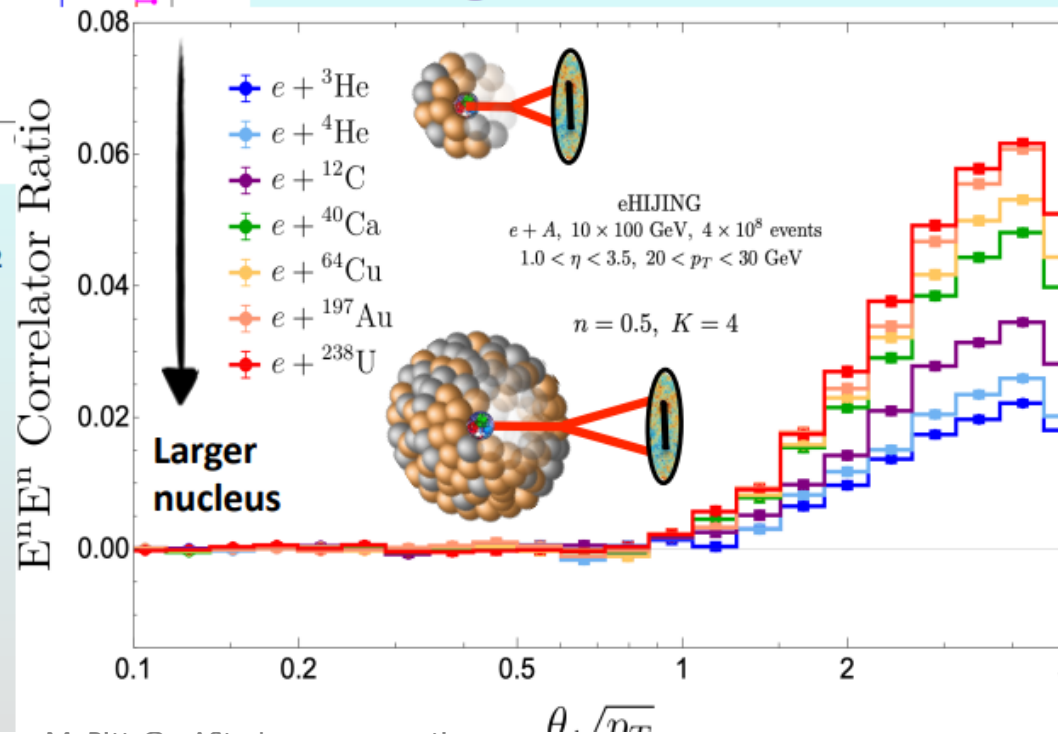 0.08
0.06
0.04
0.02
0.00
EⁿEⁿ Correlator Ratio
e + ³He
e + ⁴He
e + ¹²C
e + ⁴⁰Ca
e + ⁶⁴Cu
e + ¹⁹⁷Au
e + ²³⁸U
eHIJING
e + A, 10 × 100 GeV, 4 × 10⁸ events
1.0 < η < 3.5, 20 < p_T < 30 GeV
n = 0.5, K = 4
Larger
nucleus
0.1 0.2 0.5 1 2
θ √p_T